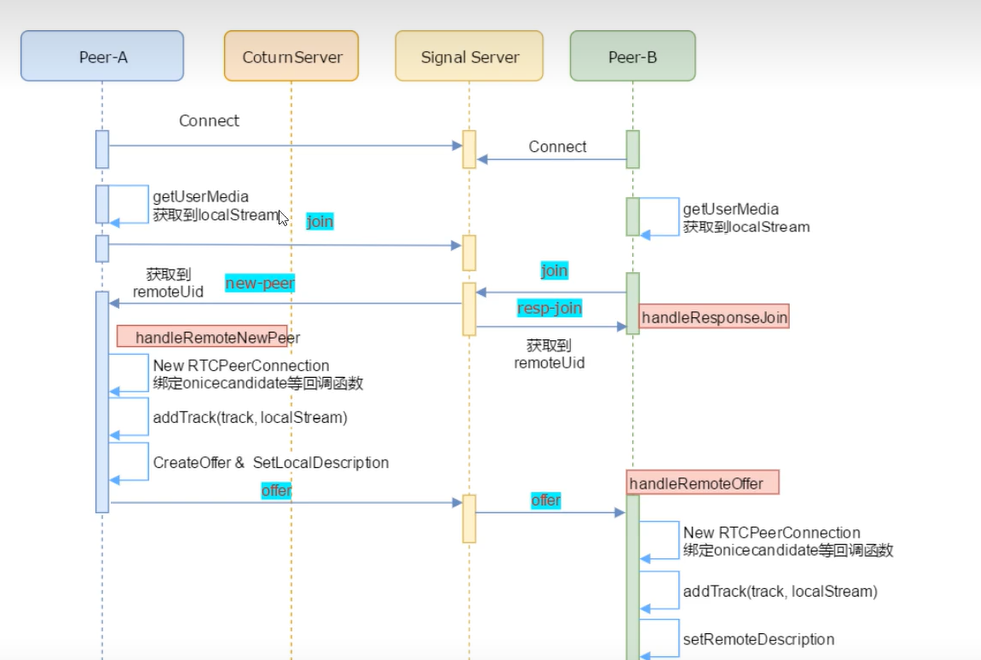 Peer-A
CoturnServer
Signal Server
Peer-B
Connect
Connect
getUserMedia
获取到localStream
getUserMedia
获取到localStream
join
join
获取到
remoteUid
new-peer
resp-join
handleResponseJoin
handleRemoteNewPeer
获取到
remoteUid
New RTCPeerConnection
绑定onicecandidate等回调函数
addTrack(track, localStream)
CreateOffer & SetLocalDescription
offer
offer
handleRemoteOffer
New RTCPeerConnection
绑定onicecandidate等回调函数
addTrack(track, localStream)
setRemoteDescription